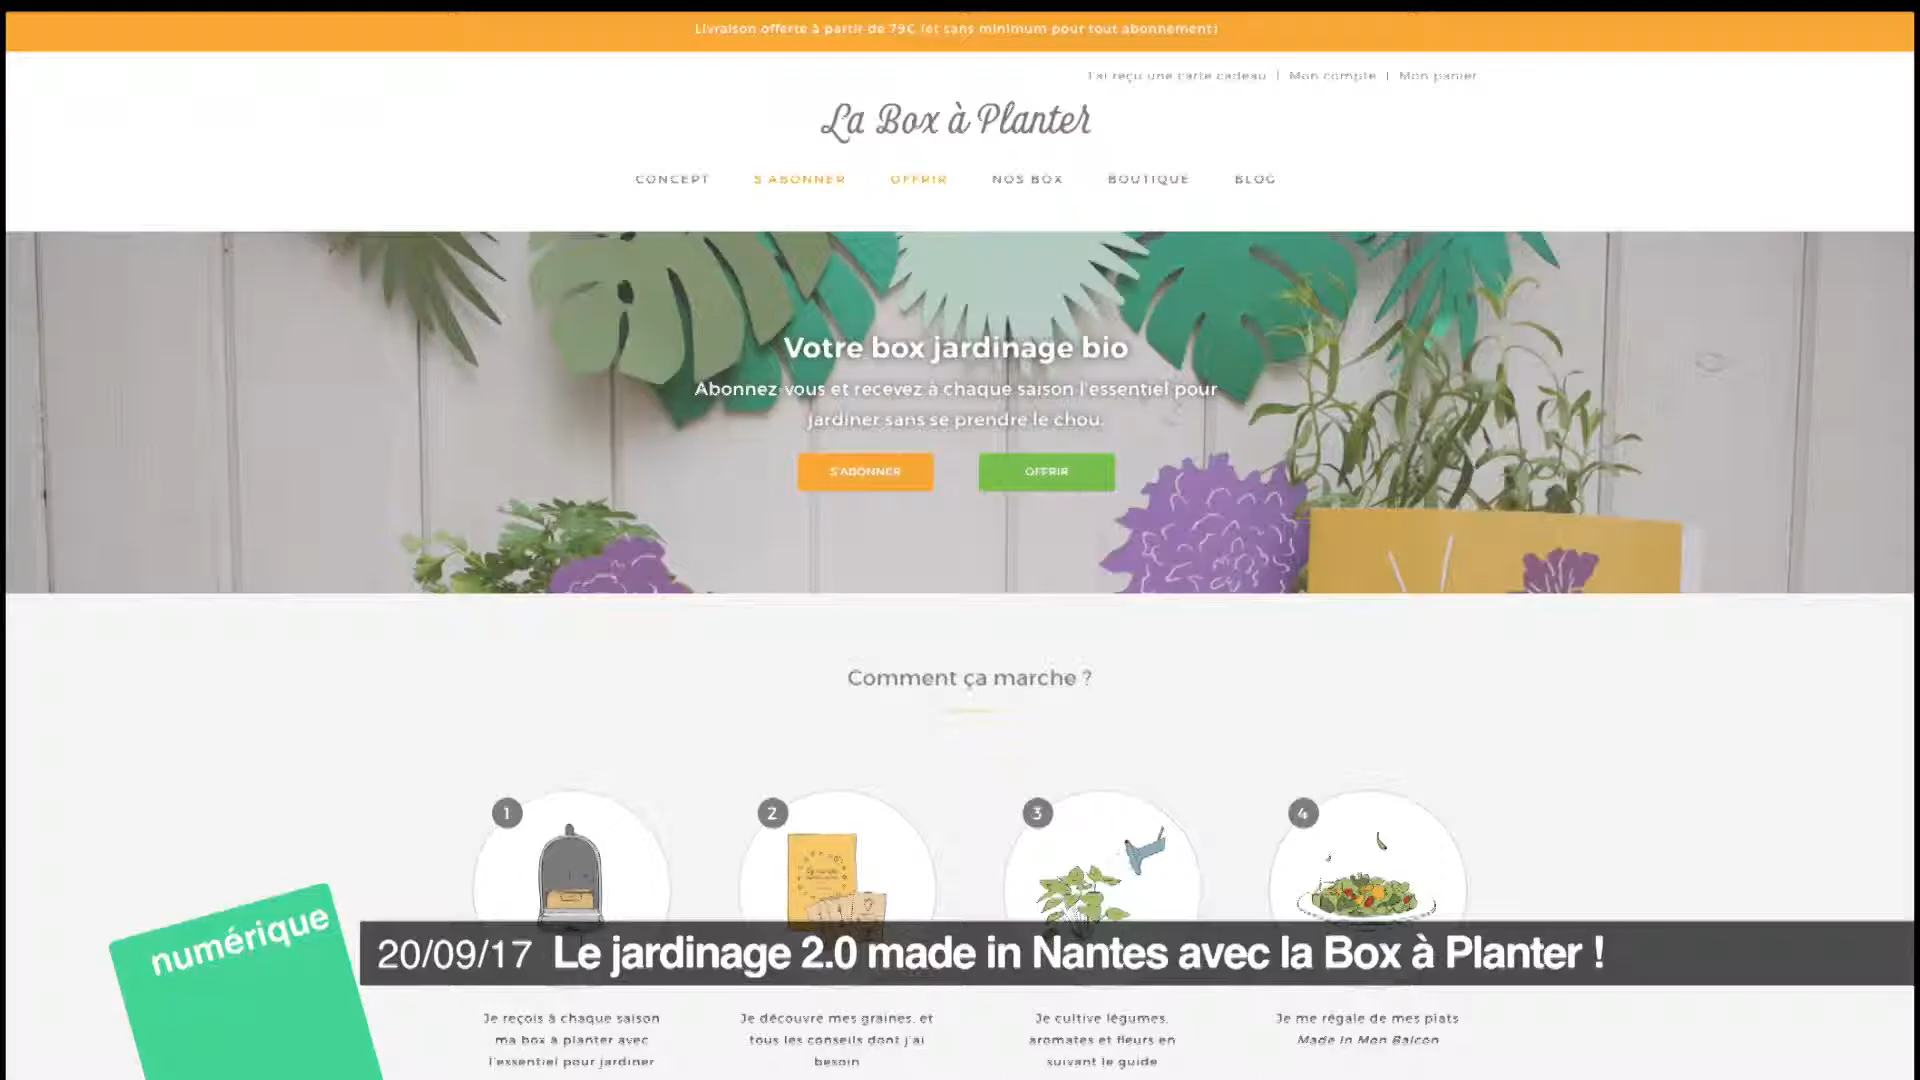 Livraison offerte à partir de 79€ (et sans minimum pour tout abonnement)
J'ai reçu une carte cadeau | Mon compte | Mon panier
La Box à Planter
CONCEPT S'ABONNER OFFRIR NOS BOX BOUTIQUE BLOG
Votre box jardinage bio
Abonnez-vous et recevez à chaque saison l'essentiel pour
jardiner sans se prendre le chou.
S'ABONNER OFFRIR
Comment ça marche ?
1 2 3 4
numérique
20/09/17 Le jardinage 2.0 made in Nantes avec la Box à Planter !
Je reçois à chaque saison
ma box à planter avec
l'essentiel pour jardiner
Je découvre mes graines, et
tous les conseils dont j'ai
besoin
Je cultive légumes,
aromates et fleurs en
suivant le guide
Je me régale de mes plats
Made In Mon Balcon